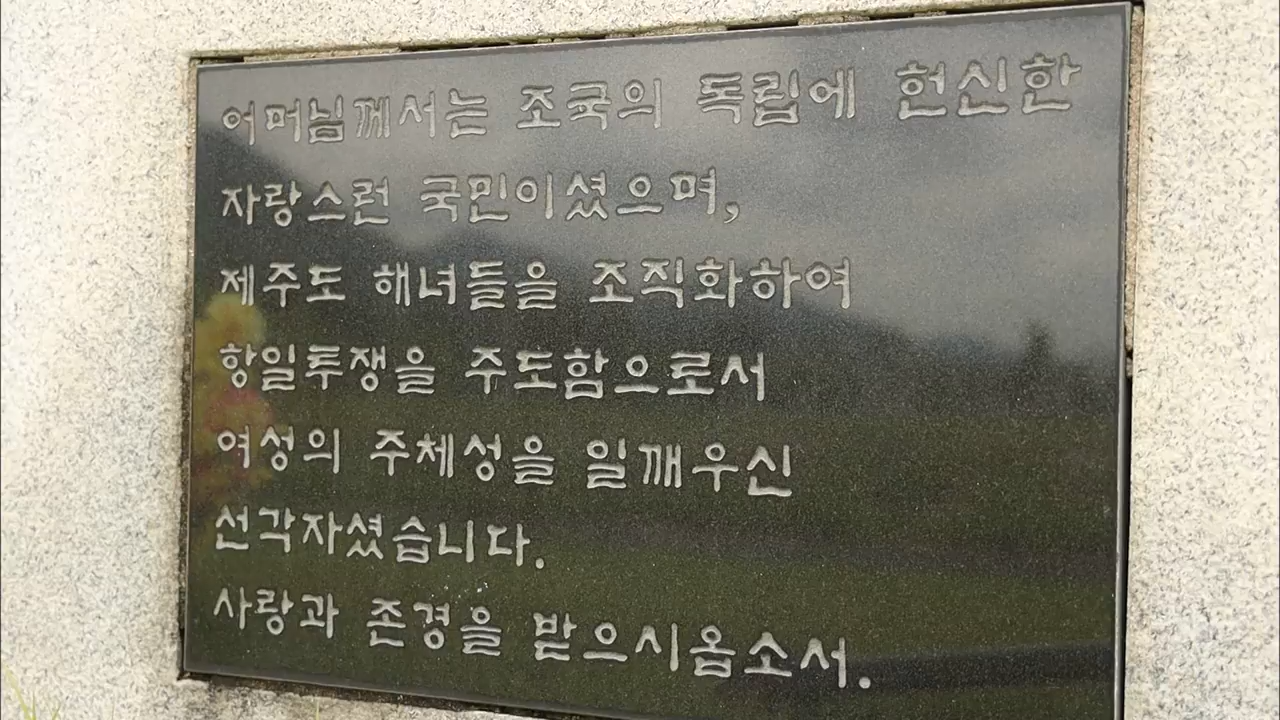 어머님께서는 조국의 독립에 헌신한
자랑스런 국민이셨으며,
제주도 해녀들을 조직화하여
항일투쟁을 주도함으로서
여성의 주체성을 일깨우신
선각자셨습니다.
사랑과 존경을 받으시옵소서.